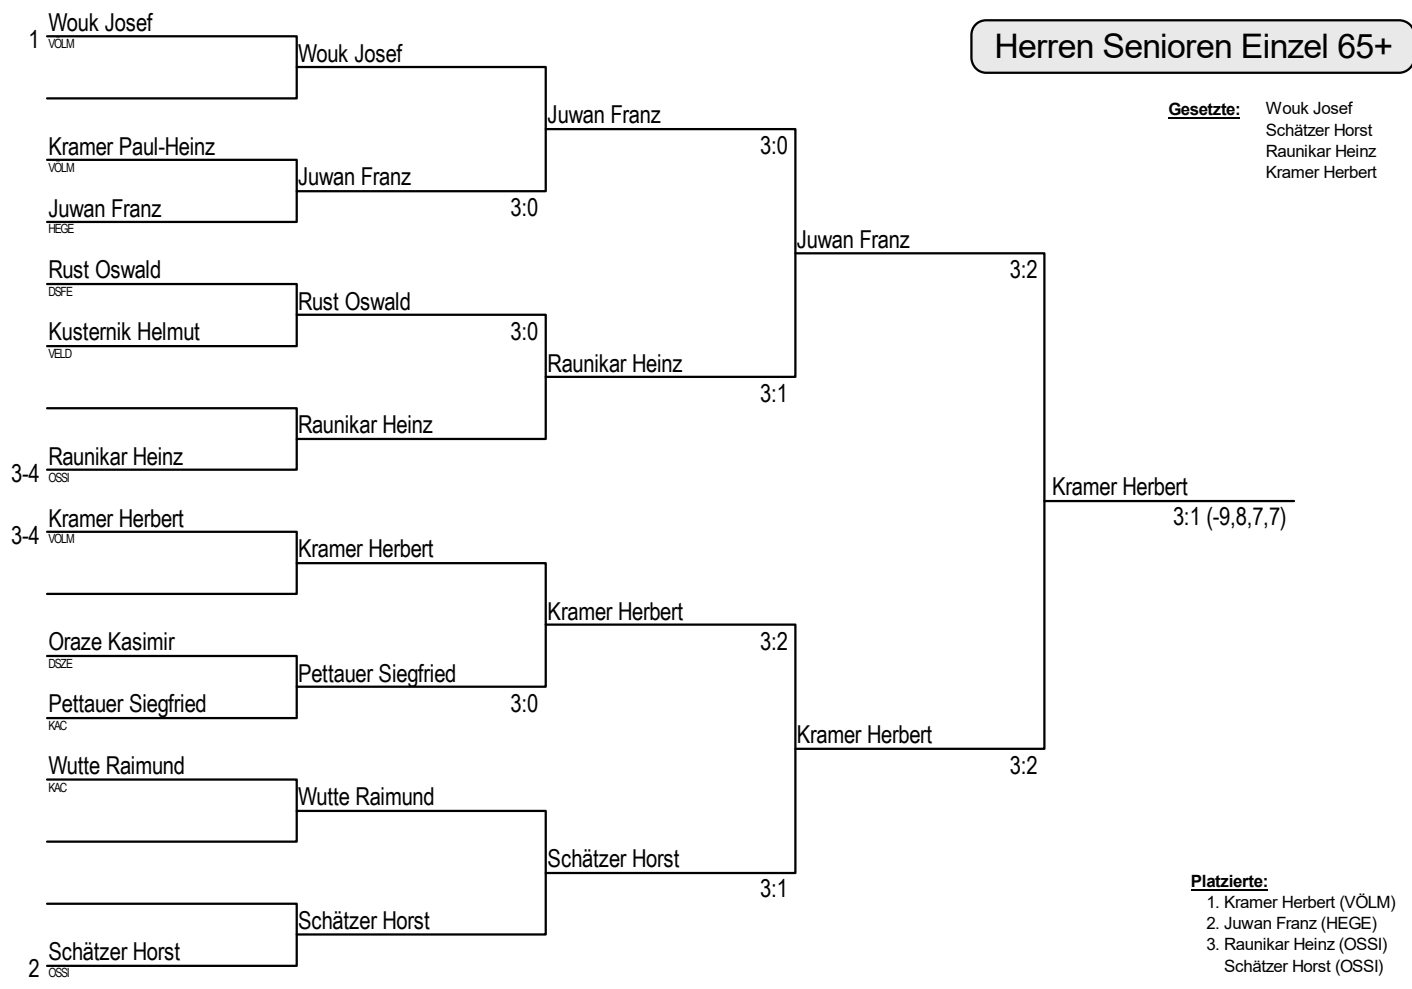 Herren Senioren Einzel 65+
Gesetzte: Wouk Josef
Schätzer Horst
Raunikar Heinz
Kramer Herbert
1 Wouk Josef
VÖLM
Kramer Paul-Heinz
VÖLM
Juwan Franz
HEGE
Rust Oswald
DSFE
Kusternik Helmut
VELD
3-4 Raunikar Heinz
OSSI
3-4 Kramer Herbert
VÖLM
Oraze Kasimir
DSZE
Pettauer Siegfried
KAC
Wutte Raimund
KAC
2 Schätzer Horst
OSSI
Wouk Josef
Juwan Franz
3:0
Rust Oswald
3:0
Raunikar Heinz
Kramer Herbert
Pettauer Siegfried
3:0
Wutte Raimund
Schätzer Horst
Juwan Franz
3:0
Raunikar Heinz
3:1
Kramer Herbert
3:2
Schätzer Horst
3:1
Juwan Franz
3:2
Kramer Herbert
3:2
Kramer Herbert
3:1 (-9,8,7,7)
Platzierte:
1. Kramer Herbert (VÖLM)
2. Juwan Franz (HEGE)
3. Raunikar Heinz (OSSI)
Schätzer Horst (OSSI)